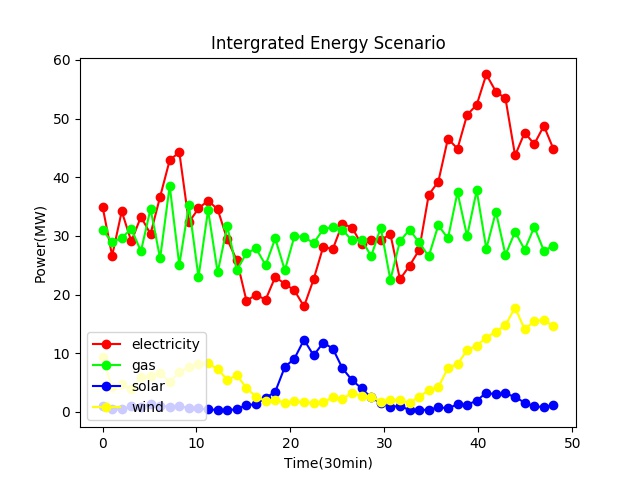 Intergrated Energy Scenario
Power(MW)
60
50
40
30
20
10
0
electricity
gas
solar
wind
0 10 20 30 40 50
Time(30min)